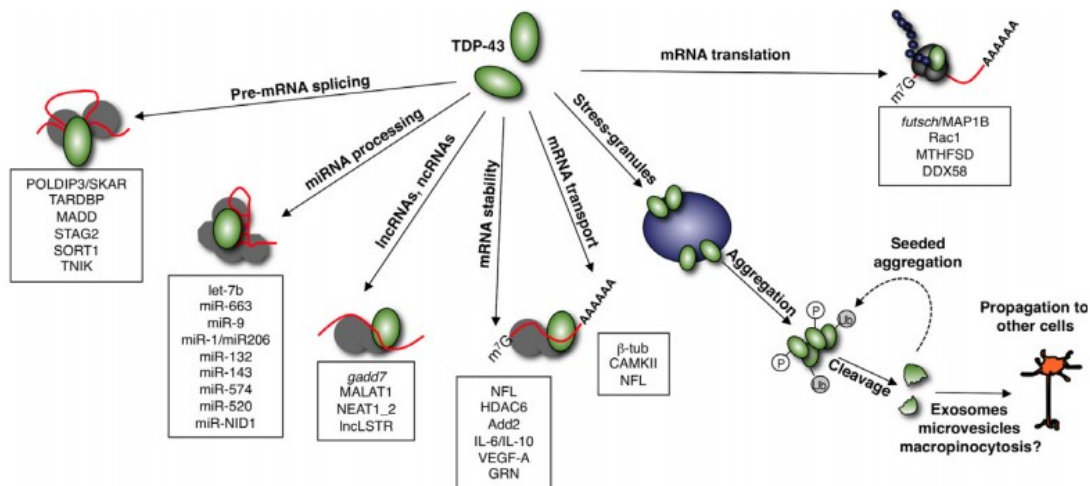 TDP-43
Pre-mRNA splicing
POLDIP3/SKAR
TARDBP
MADD
STAG2
SORT1
TNIK
miRNA processing
let-7b
miR-663
miR-9
miR-1/miR206
miR-132
miR-143
miR-574
miR-520
miR-NID1
lncRNAs, ncRNAs
gadd7
MALAT1
NEAT1_2
lncLSTR
mRNA stability
m7G
AAAAAA
NFL
HDAC6
Add2
IL-6/IL-10
VEGF-A
GRN
mRNA transport
β-tub
CAMKII
NFL
Stress-granules
Aggregation
P
Ub
P
Ub
Cleavage
Seeded
aggregation
Exosomes
microvesicles
macropinocytosis?
Propagation to
other cells
mRNA translation
m7G
AAAAAA
futsch/MAP1B
Rac1
MTHFSD
DDX58